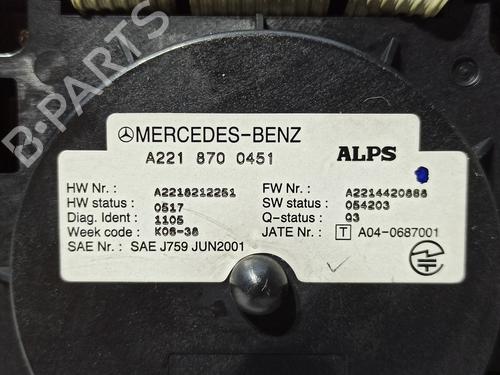 B-PARTS
MERCEDES-BENZ
A221 870 0451 ALPS
HW Nr. : A2218212251 FW Nr. : A2214420868
HW status : 0517 SW status : 054203
Diag. Ident : 1105 Q-status : Q3
Week code : K08-38 JATE Nr. : T A04-0687001
SAE Nr. : SAE J759 JUN2001